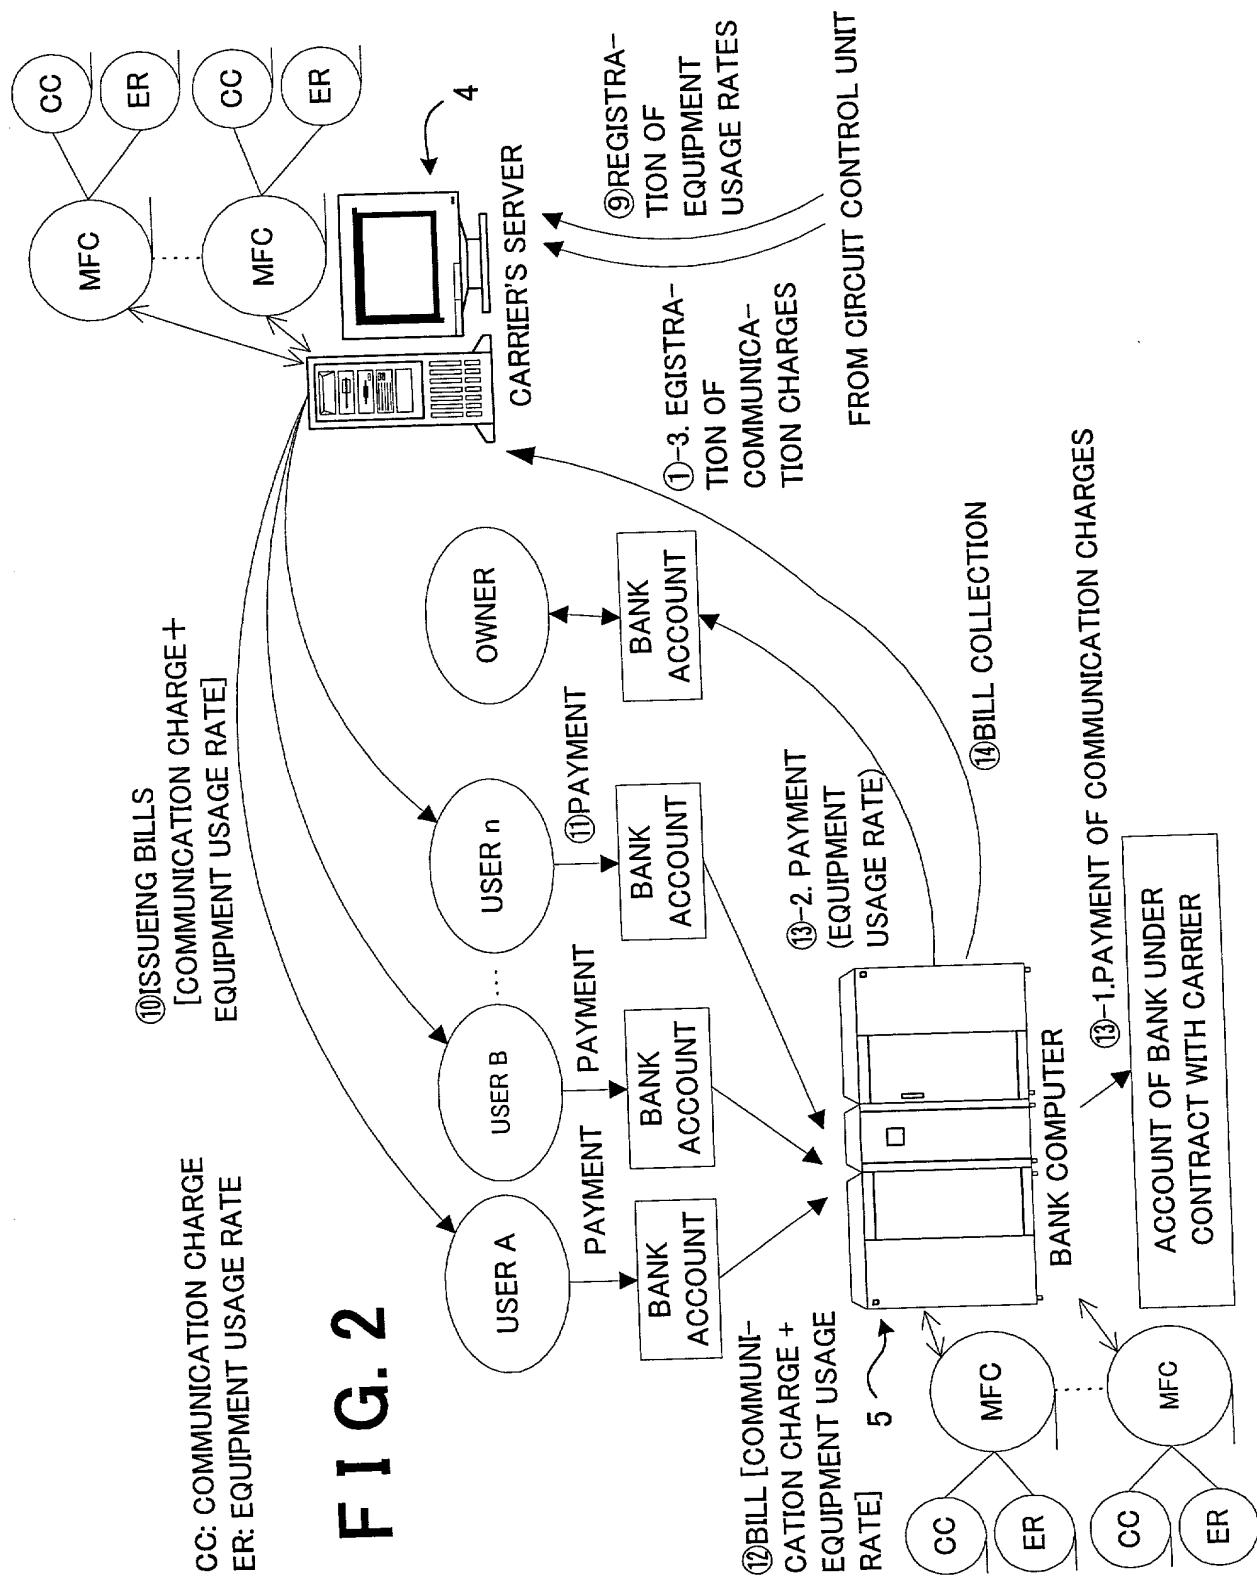 CC: COMMUNICATION CHARGE
ER: EQUIPMENT USAGE RATE
FIG. 2
⑩ISSUEING BILLS
[COMMUNICATION CHARGE+
EQUIPMENT USAGE RATE]
CC
ER
CC
ER
MFC
MFC
4
CARRIER'S SERVER
⑨REGISTRA-
TION OF
EQUIPMENT
USAGE RATES
①-3. EGISTRA-
TION OF
COMMUNICA-
TION CHARGES
FROM CIRCUIT CONTROL UNIT
USER A
USER B
USER n
OWNER
PAYMENT
PAYMENT
⑪PAYMENT
BANK
ACCOUNT
BANK
ACCOUNT
BANK
ACCOUNT
BANK
ACCOUNT
⑫BILL [COMMUNI-
CATION CHARGE +
EQUIPMENT USAGE
RATE]
5
⑬-2. PAYMENT
(EQUIPMENT
USAGE RATE)
⑭BILL COLLECTION
BANK COMPUTER
⑬-1.PAYMENT OF COMMUNICATION CHARGES
ACCOUNT OF BANK UNDER
CONTRACT WITH CARRIER
MFC
MFC
CC
ER
CC
ER